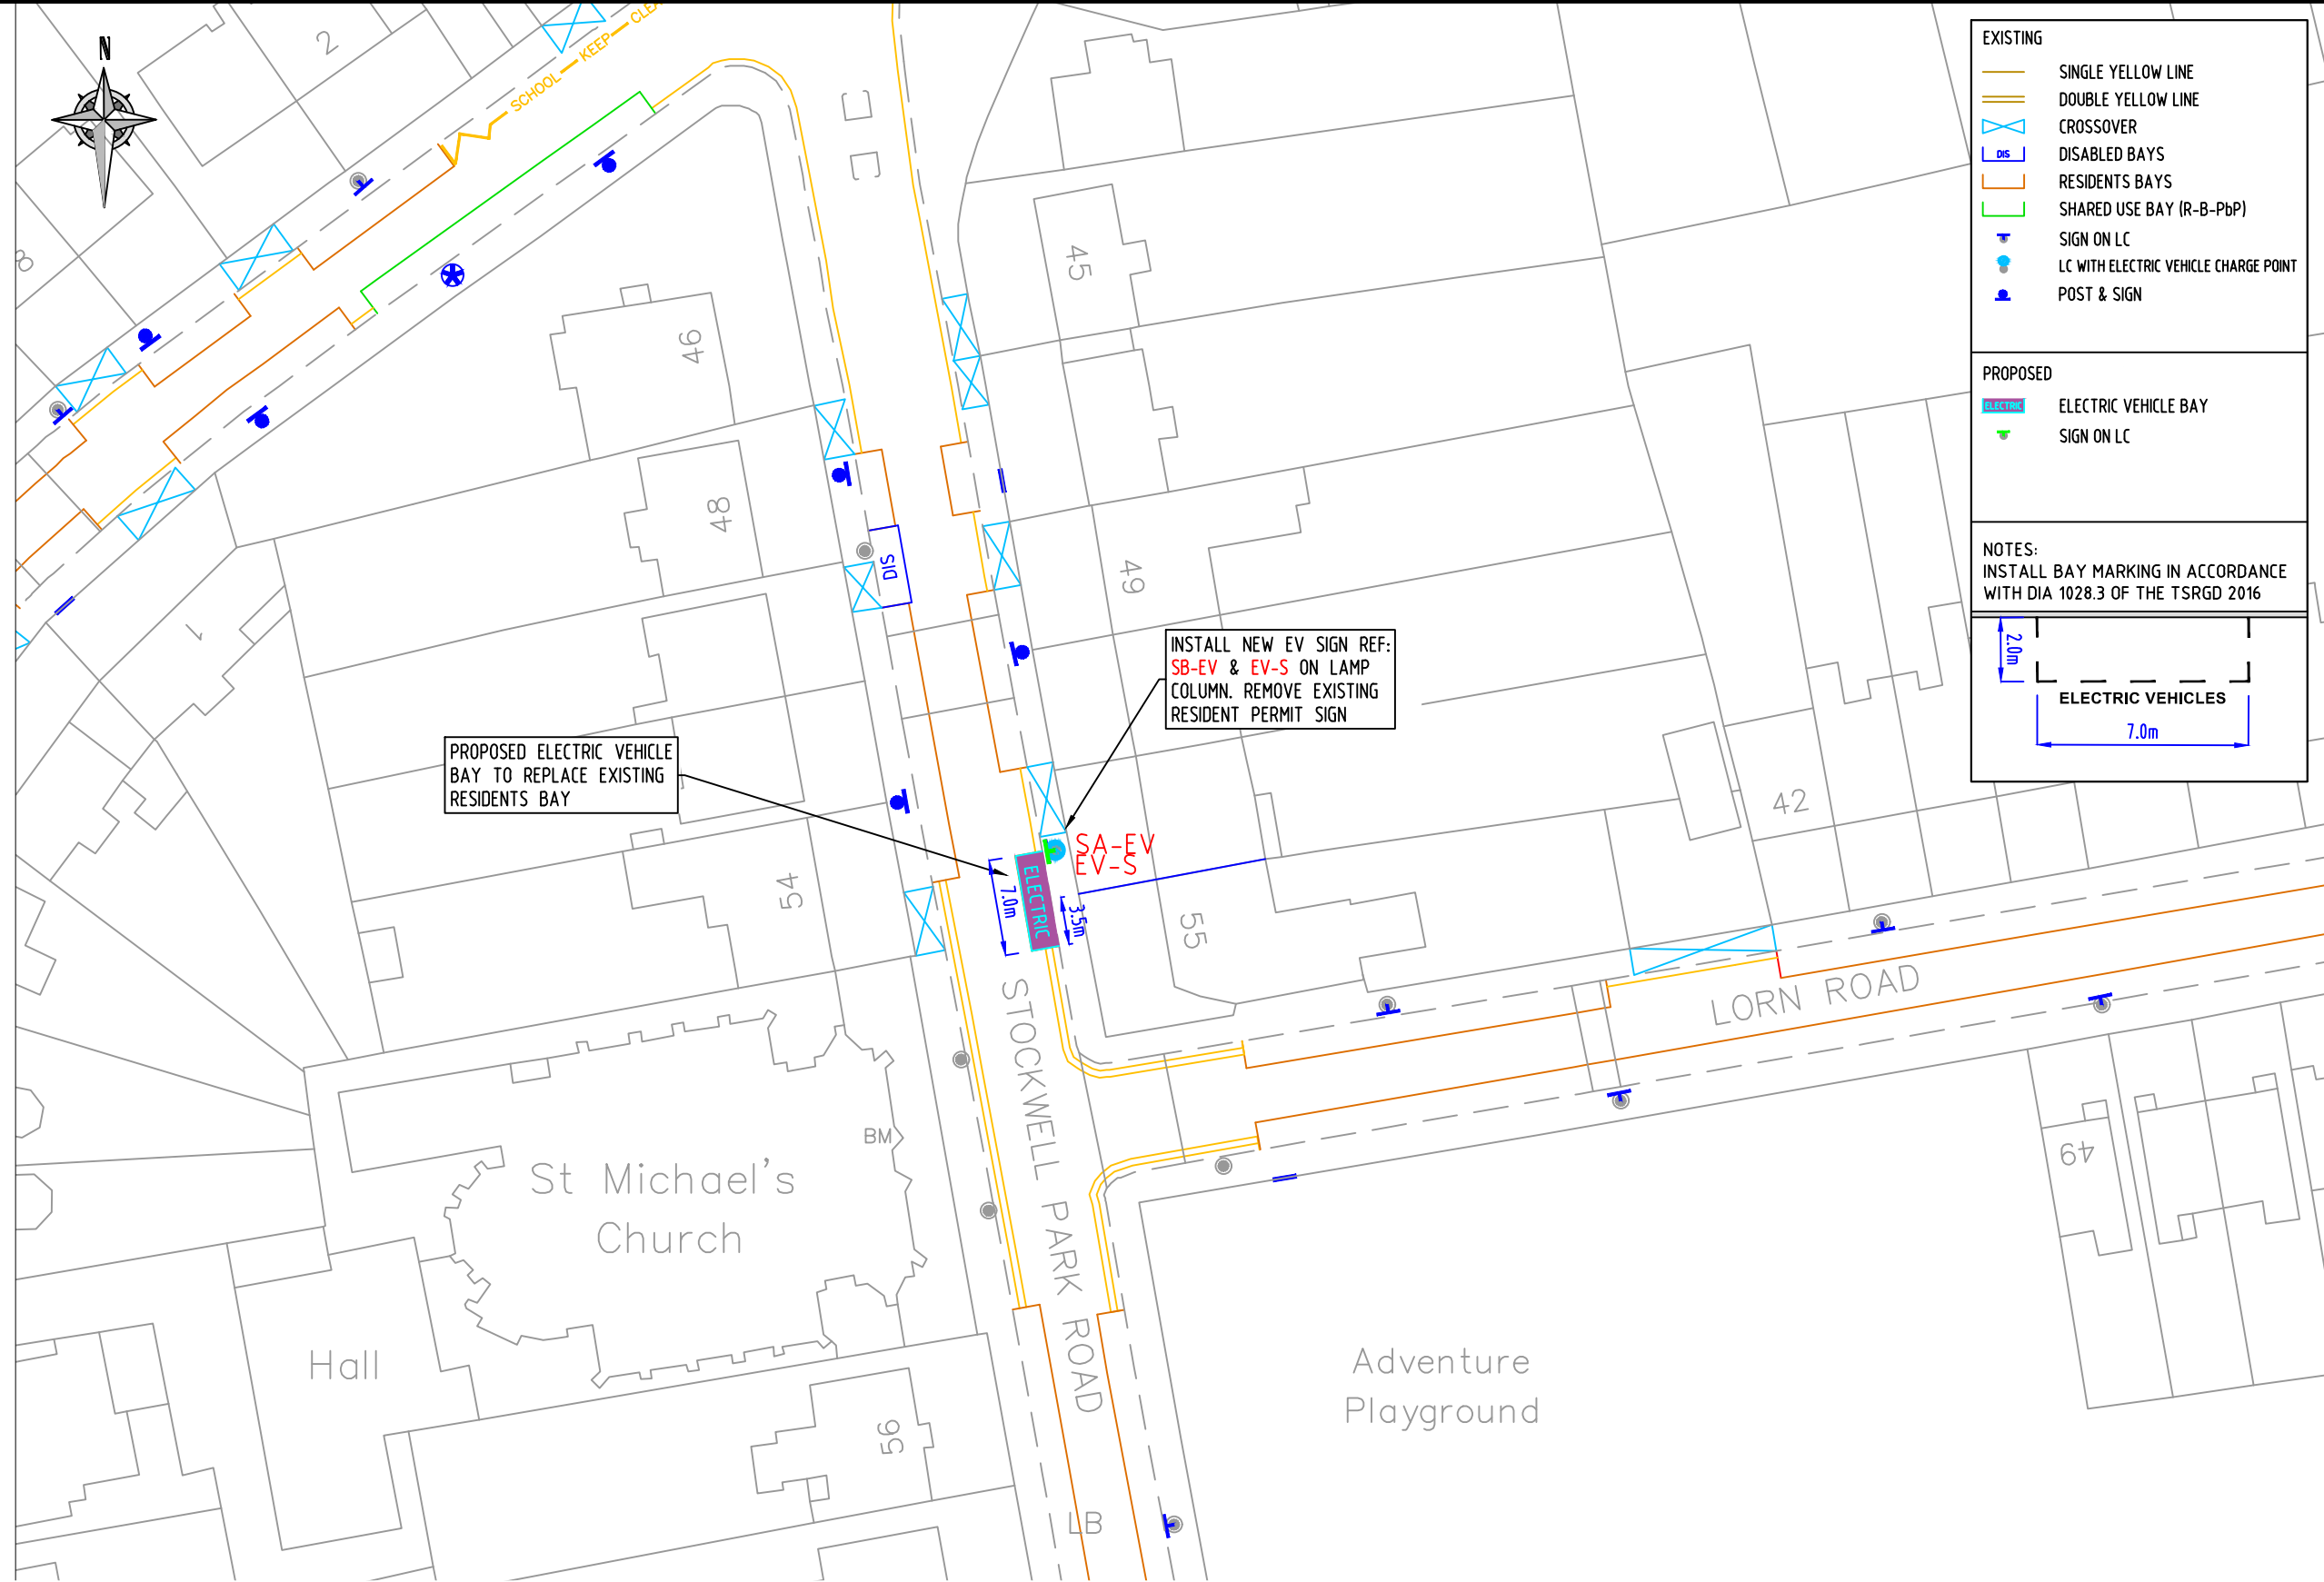 N
2
8
SCHOOL KEEP
45
46
48
49
1
54
55
42
49
56
DIS
INSTALL NEW EV SIGN REF:
SB-EV & EV-S ON LAMP
COLUMN. REMOVE EXISTING
RESIDENT PERMIT SIGN
PROPOSED ELECTRIC VEHICLE
BAY TO REPLACE EXISTING
RESIDENTS BAY
SA-EV
EV-S
ELECTRIC
7.0m
3.5m
STOCKWELL PARK ROAD
LORN ROAD
BM
St Michael's
Church
Hall
Adventure
Playground
LB
EXISTING
SINGLE YELLOW LINE
DOUBLE YELLOW LINE
CROSSOVER
DIS DISABLED BAYS
RESIDENTS BAYS
SHARED USE BAY (R-B-PbP)
SIGN ON LC
LC WITH ELECTRIC VEHICLE CHARGE POINT
POST & SIGN
PROPOSED
ELECTRIC ELECTRIC VEHICLE BAY
SIGN ON LC
NOTES:
INSTALL BAY MARKING IN ACCORDANCE
WITH DIA 1028.3 OF THE TSRGD 2016
2.0m
ELECTRIC VEHICLES
7.0m